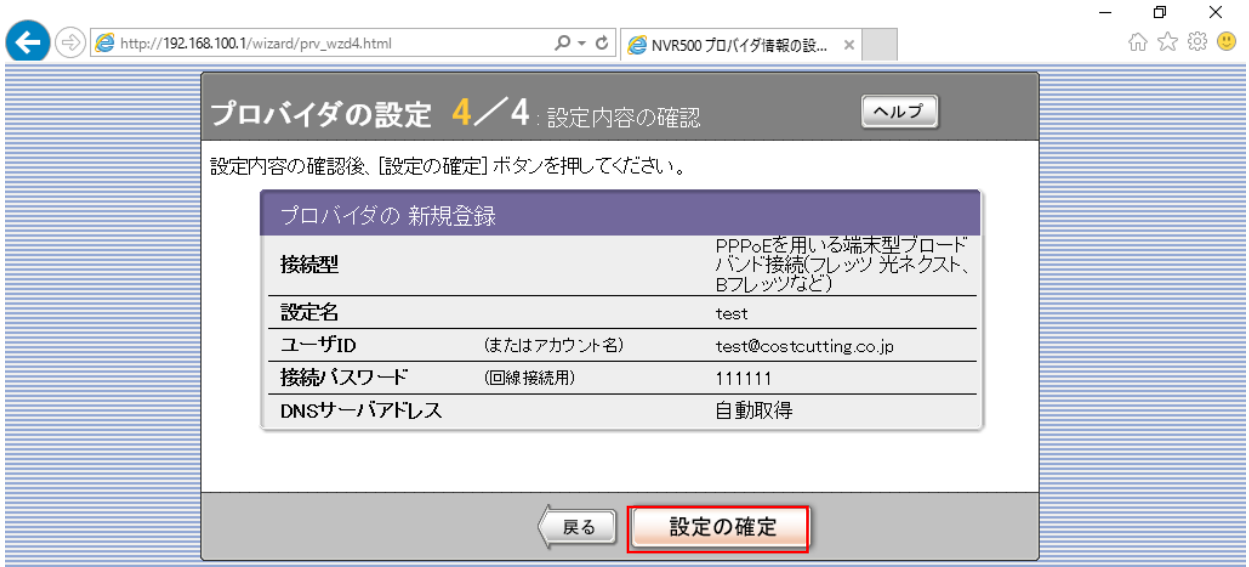 http://192.168.100.1/wizard/prv_wzd4.html
NVR500 プロバイダ情報の設...
プロバイダの設定 4／4 : 設定内容の確認
ヘルプ
設定内容の確認後、[設定の確定] ボタンを押してください。
プロバイダの 新規登録
接続型
PPPoEを用いる端末型ブロード
バンド接続(フレッツ 光ネクスト、
Bフレッツなど)
設定名 test
ユーザID (またはアカウント名) test@costcutting.co.jp
接続パスワード (回線接続用) 111111
DNSサーバアドレス 自動取得
戻る 設定の確定